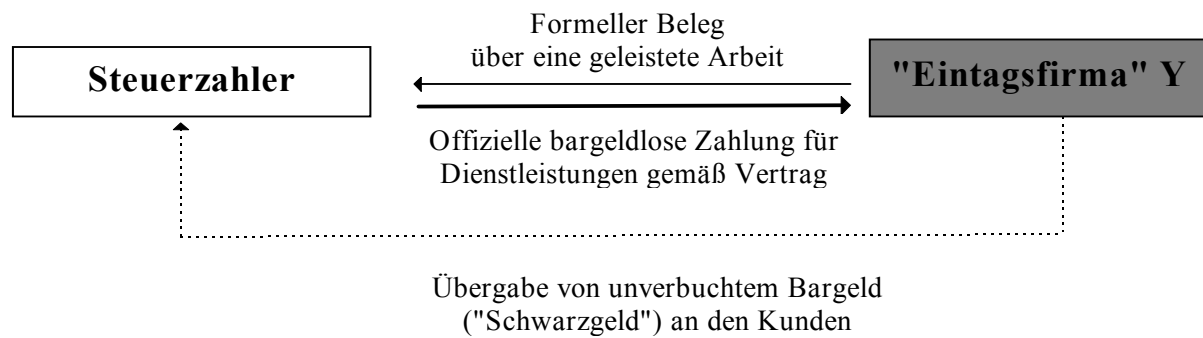 Formeller Beleg
über eine geleistete Arbeit
Steuerzahler
"Eintagsfirma" Y
Offizielle bargeldlose Zahlung für
Dienstleistungen gemäß Vertrag
Übergabe von unverbuchtem Bargeld
("Schwarzgeld") an den Kunden